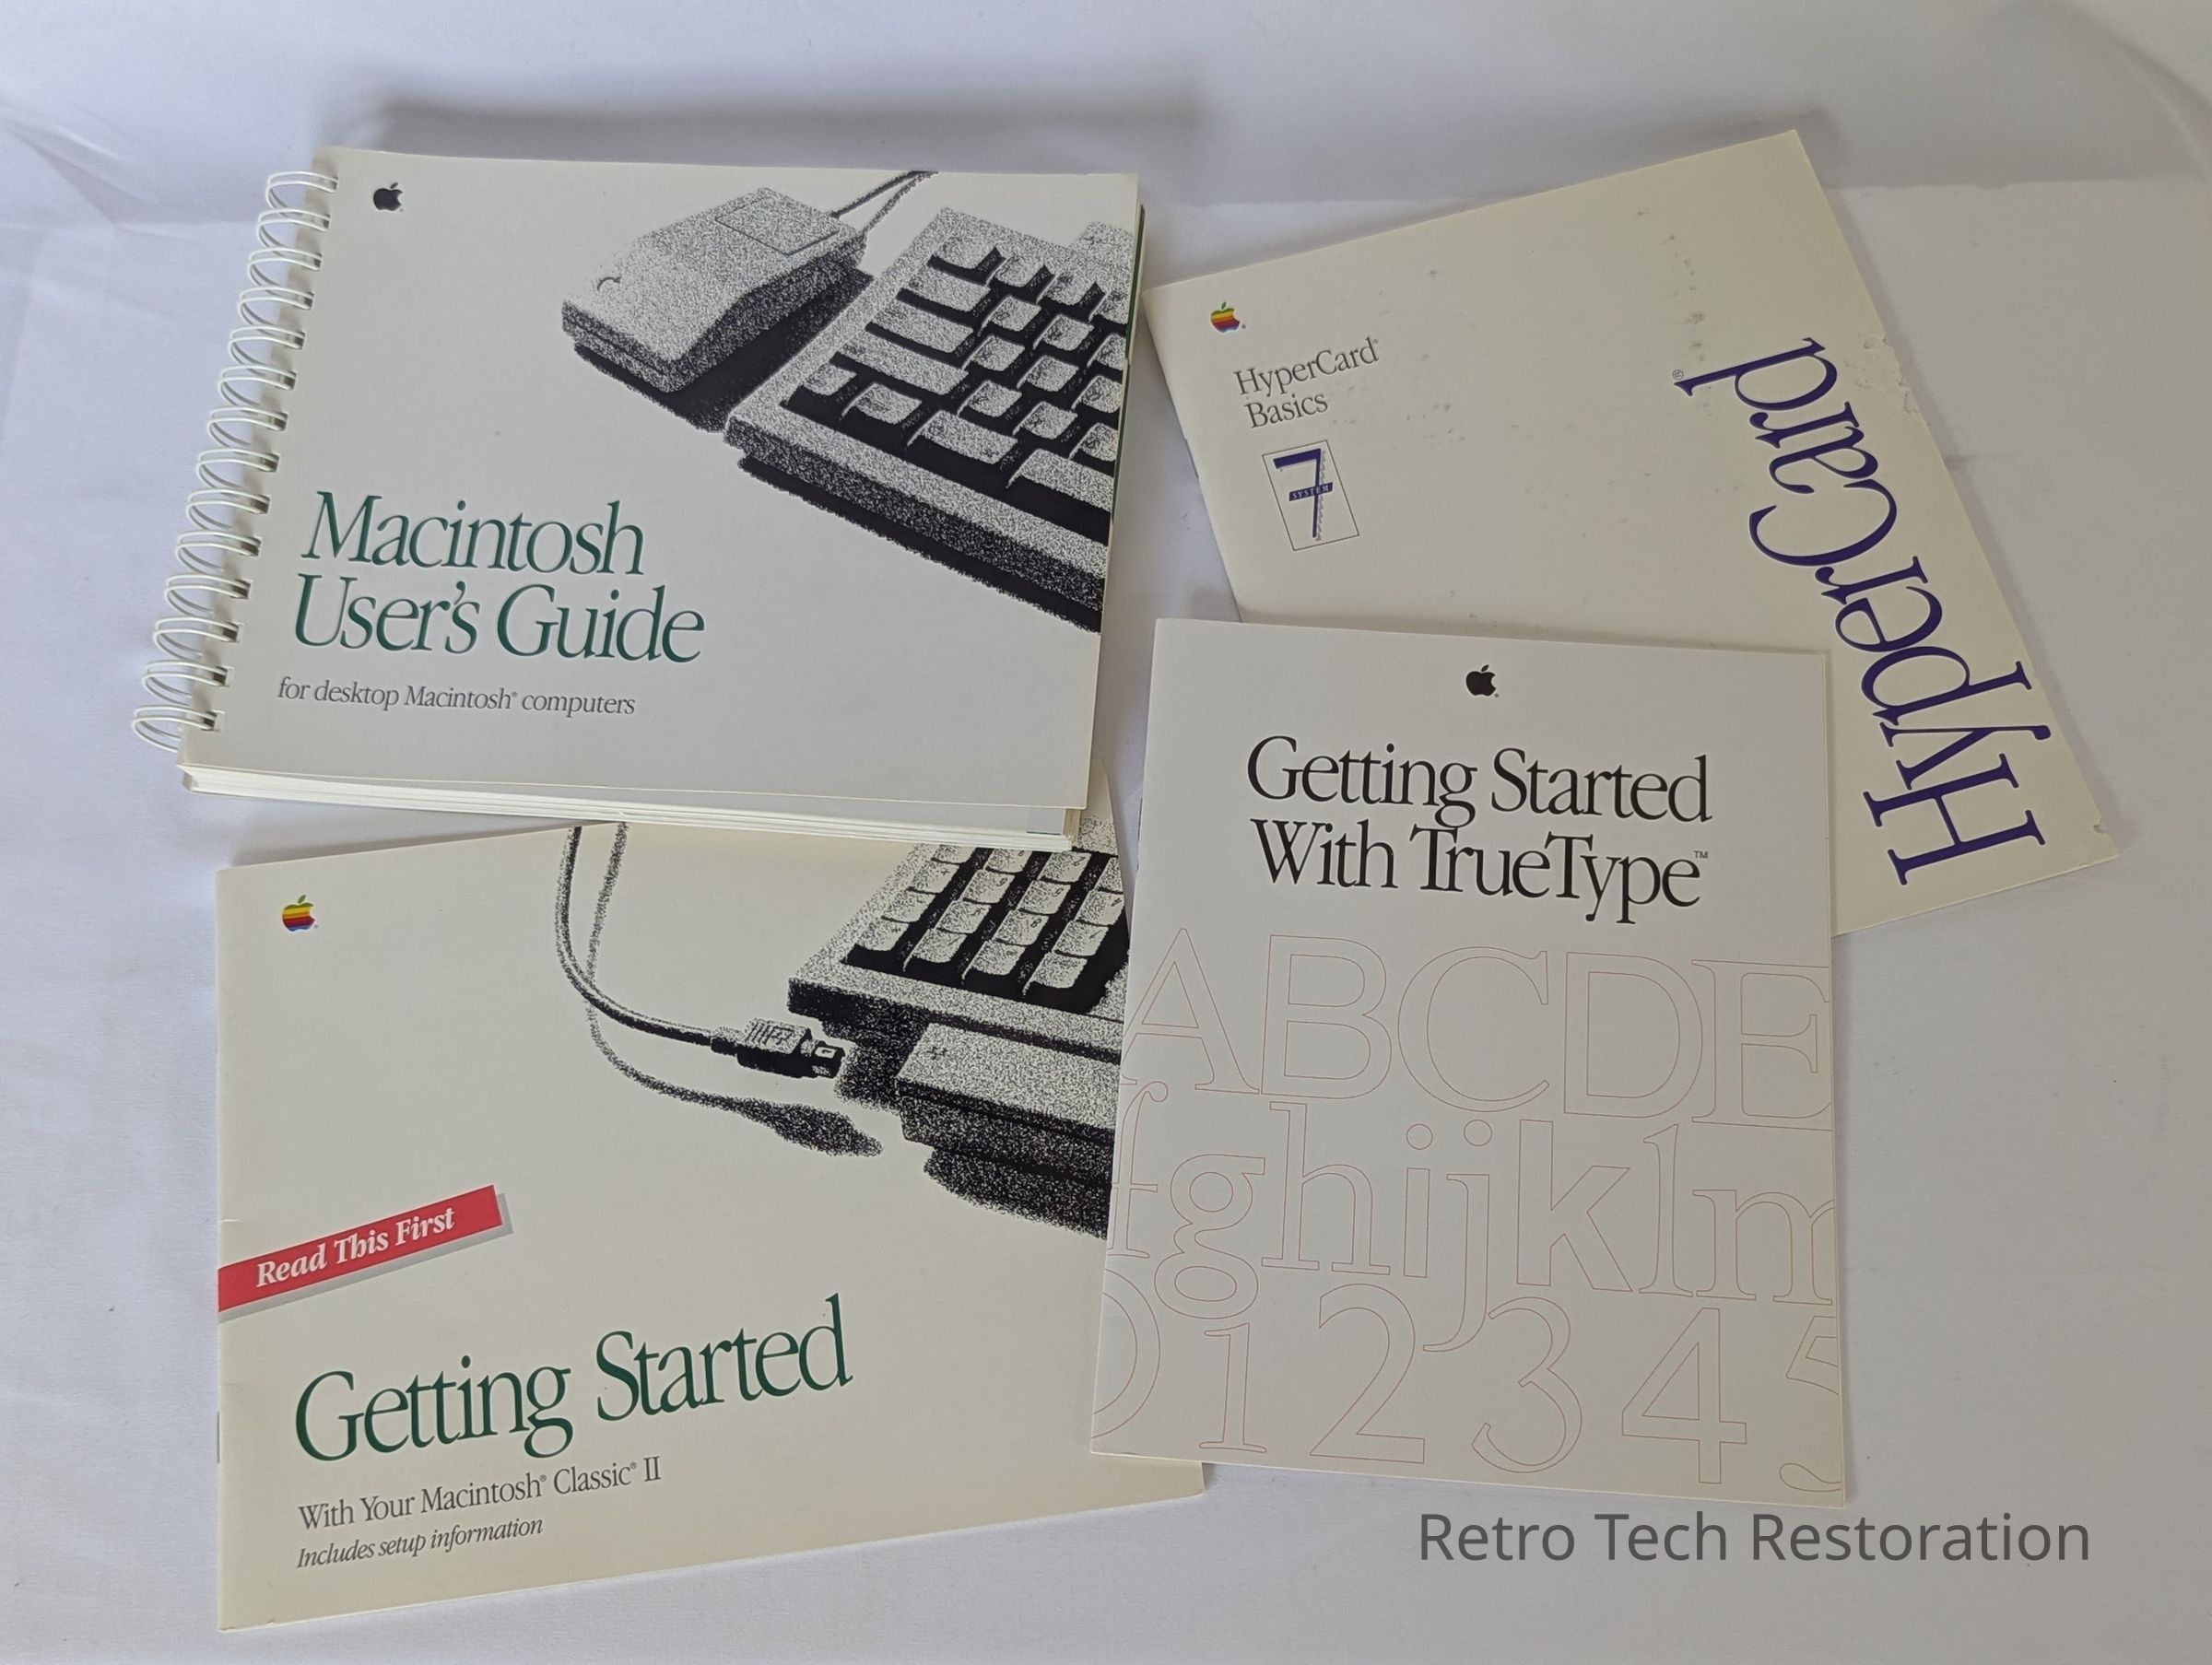 Macintosh
User's Guide
for desktop Macintosh® computers
HyperCard®
Basics
7
SYSTEM
HyperCard®
Getting Started
With TrueType™
ABCDE
fghijklm
012345
Read This First
Getting Started
With Your Macintosh® Classic® II
Includes setup information
Retro Tech Restoration